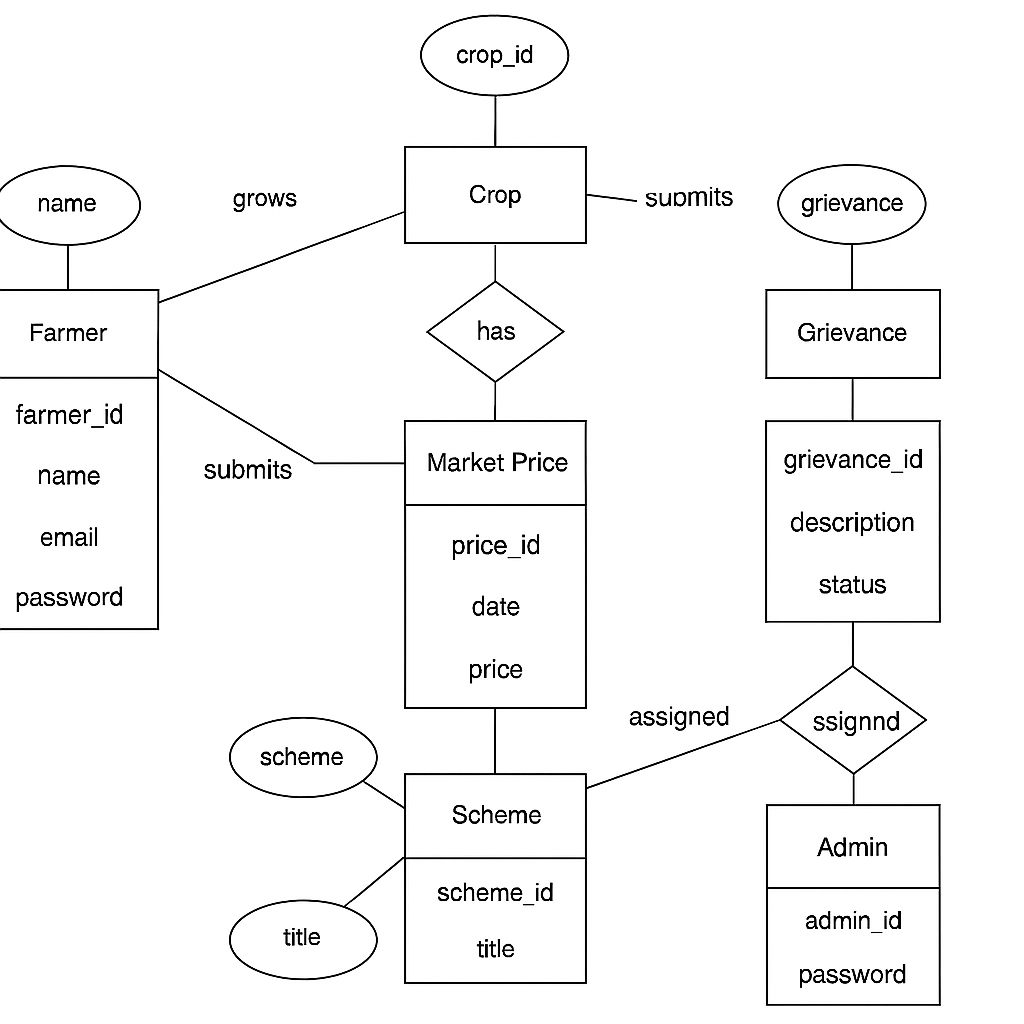 crop_id
name
grows
Crop
submits
grievance
Farmer
has
Grievance
farmer_id
name
email
password
submits
Market Price
price_id
date
price
grievance_id
description
status
scheme
assigned
ssignnd
Scheme
scheme_id
title
title
Admin
admin_id
password